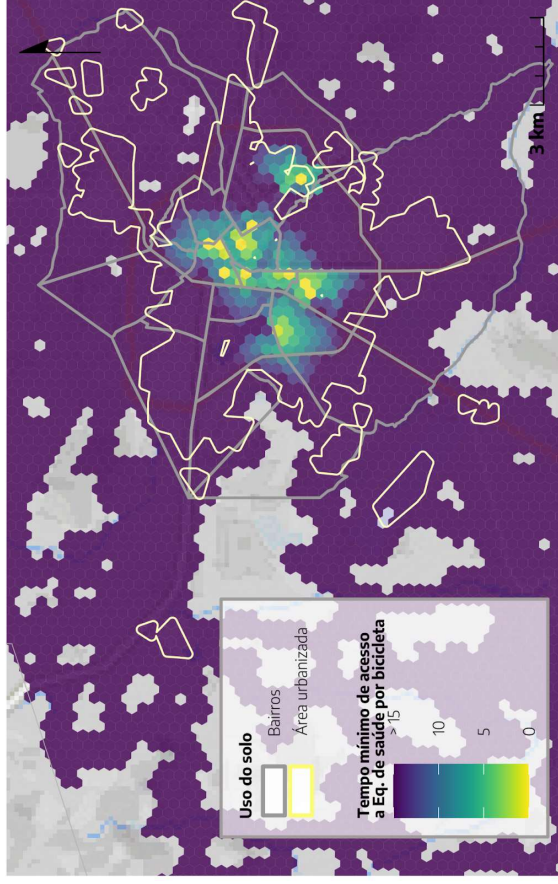 Uso do solo
Bairros
Área urbanizada
Tempo mínimo de acesso
a Eq. de saúde por bicicleta
> 15
10
5
0
3 km